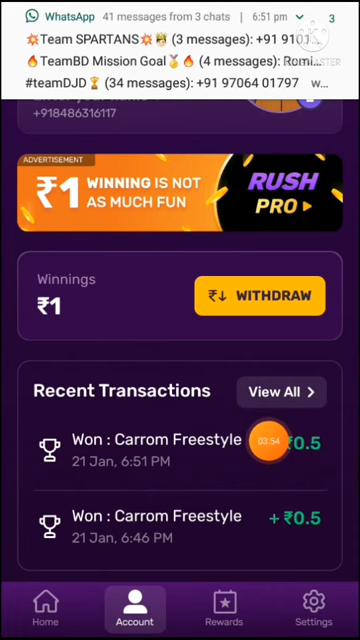 WhatsApp 41 messages from 3 chats 6:51 pm
3
💥Team SPARTANS💥 (3 messages): +91 910
🔥TeamBD Mission Goal🏅🔥 (4 messages): Romi...
#teamDJD🏆 (34 messages): +91 97064 01797 w...
+918486316117
ADVERTISEMENT
₹1 WINNING IS NOT
AS MUCH FUN
RUSH
PRO
Winnings
₹1
₹↓ WITHDRAW
Recent Transactions
View All >
Won : Carrom Freestyle
03:54
₹0.5
21 Jan, 6:51 PM
Won : Carrom Freestyle
+ ₹0.5
21 Jan, 6:46 PM
Home
Account
Rewards
Settings